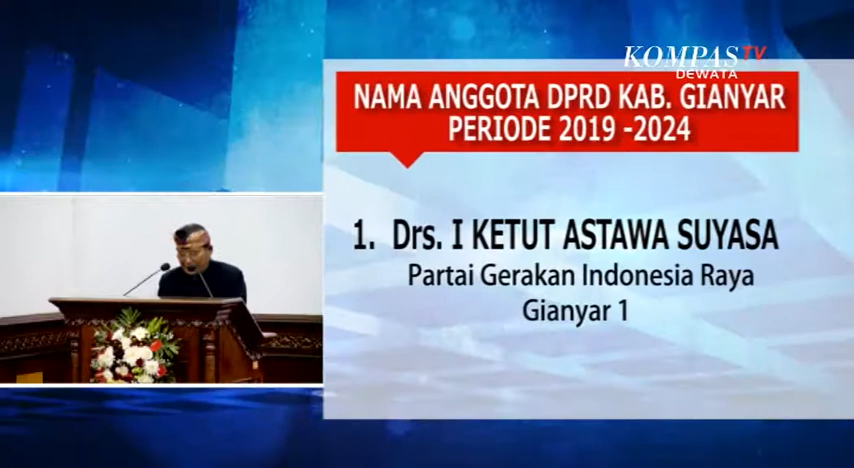 KOMPAS TV
DEWATA
NAMA ANGGOTA DPRD KAB. GIANYAR
PERIODE 2019 -2024
1. Drs. I KETUT ASTAWA SUYASA
Partai Gerakan Indonesia Raya
Gianyar 1